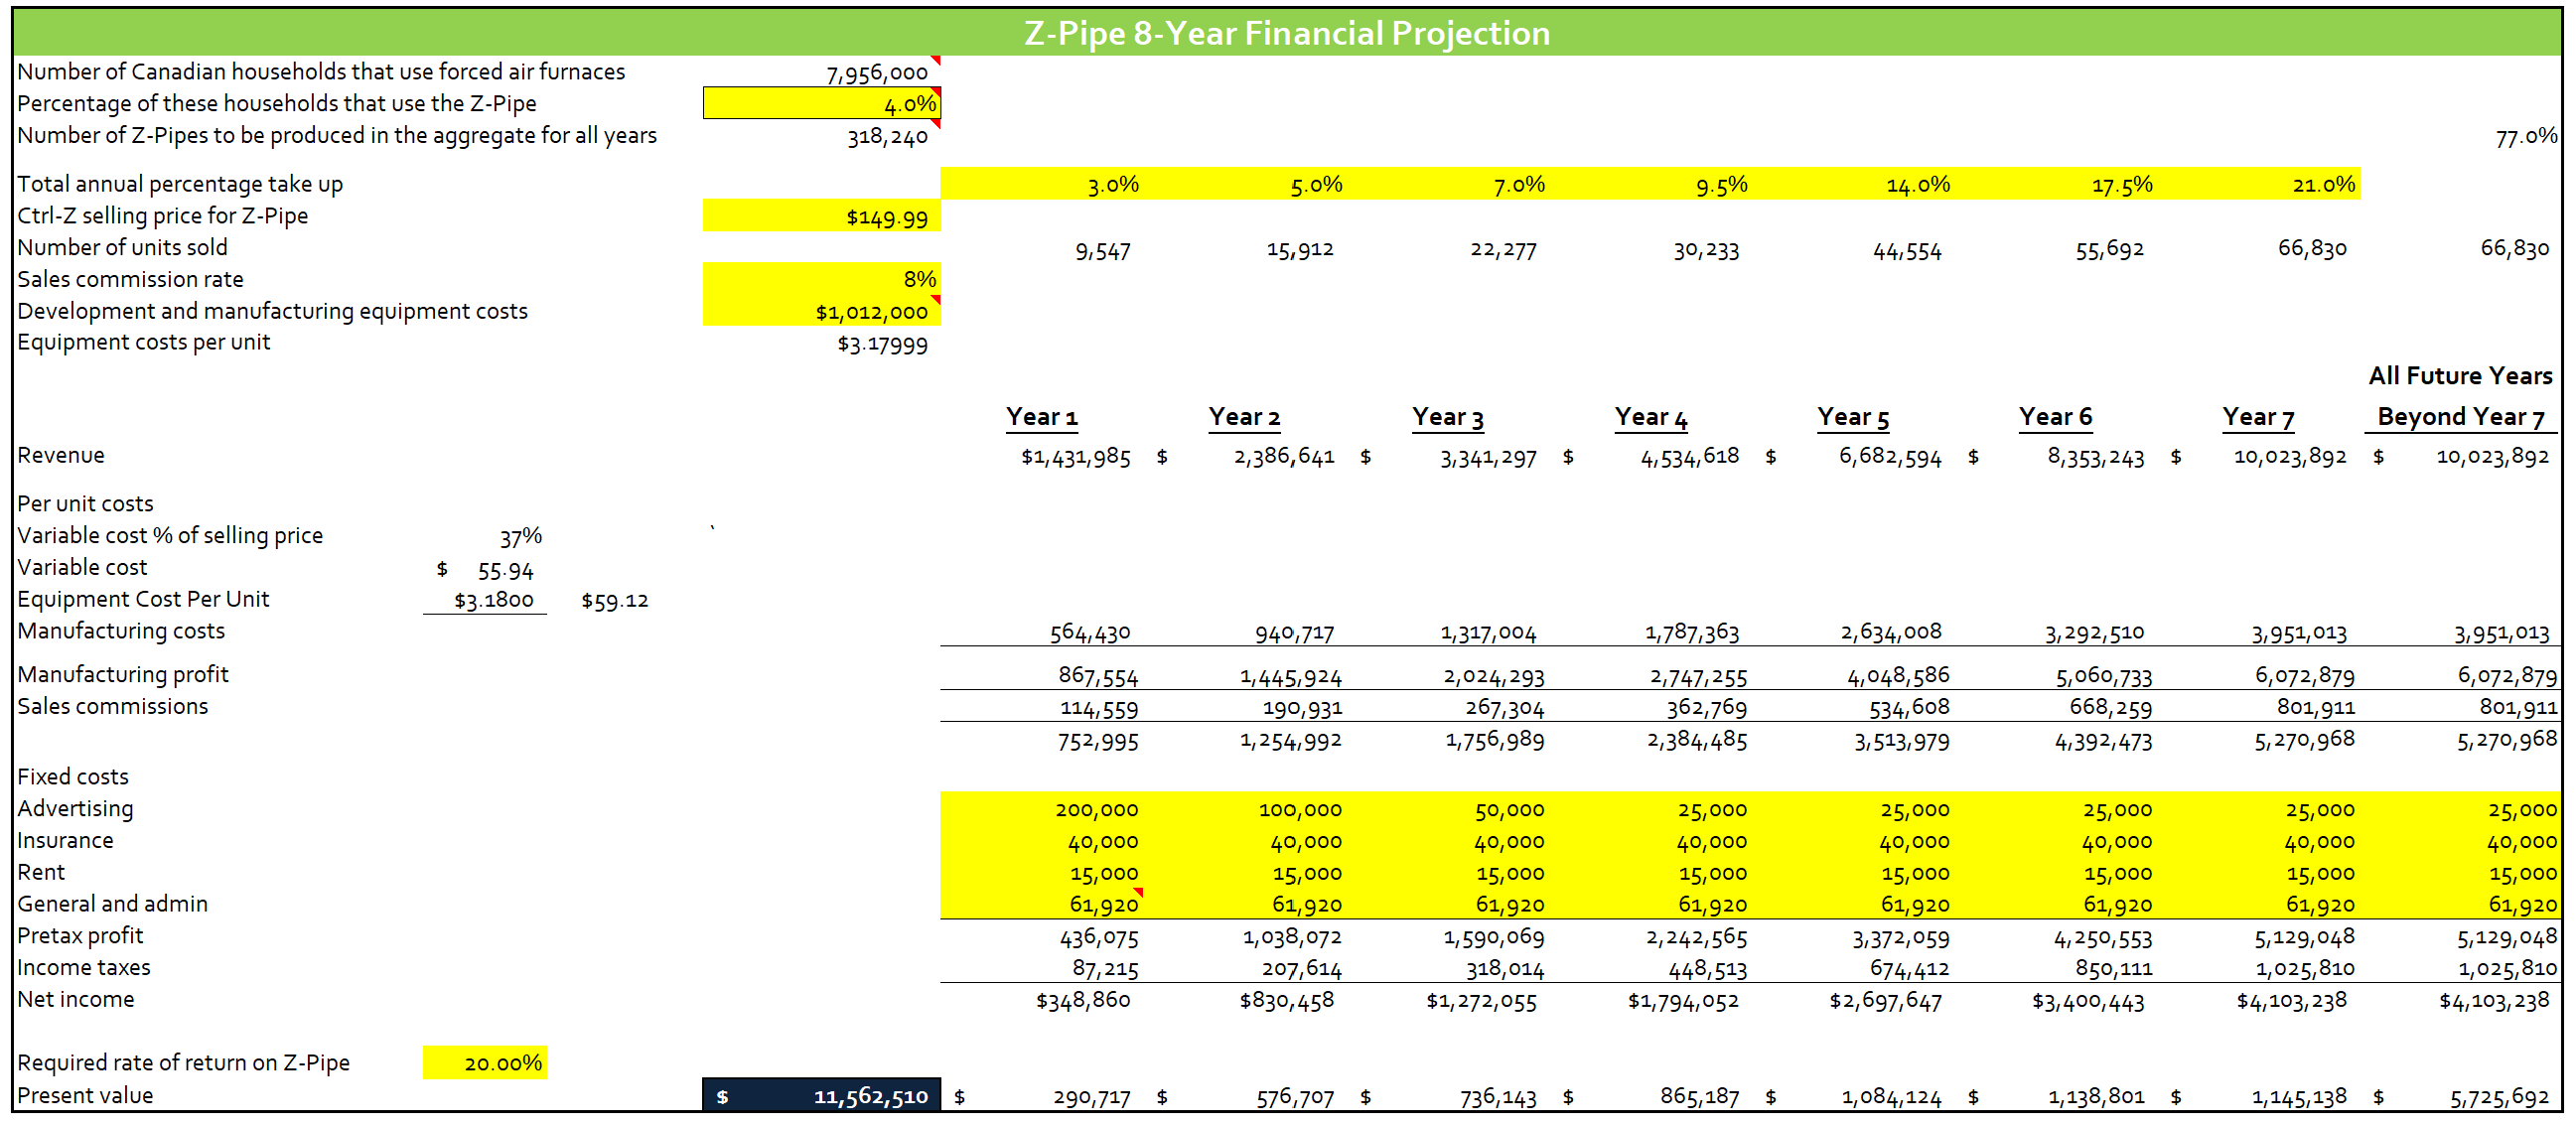 Z-Pipe 8-Year Financial Projection
Number of Canadian households that use forced air furnaces 7,956,000
Percentage of these households that use the Z-Pipe 4.0%
Number of Z-Pipes to be produced in the aggregate for all years 318,240 77.0%
Total annual percentage take up 3.0% 5.0% 7.0% 9.5% 14.0% 17.5% 21.0%
Ctrl-Z selling price for Z-Pipe $149.99
Number of units sold 9,547 15,912 22,277 30,233 44,554 55,692 66,830 66,830
Sales commission rate 8%
Development and manufacturing equipment costs $1,012,000
Equipment costs per unit $3.17999
All Future Years
Year 1 Year 2 Year 3 Year 4 Year 5 Year 6 Year 7 Beyond Year 7
Revenue $1,431,985 $ 2,386,641 $ 3,341,297 $ 4,534,618 $ 6,682,594 $ 8,353,243 $ 10,023,892 $ 10,023,892
Per unit costs
Variable cost % of selling price 37% `
Variable cost $ 55.94
Equipment Cost Per Unit $3.1800 $59.12
Manufacturing costs 564,430 940,717 1,317,004 1,787,363 2,634,008 3,292,510 3,951,013 3,951,013
Manufacturing profit 867,554 1,445,924 2,024,293 2,747,255 4,048,586 5,060,733 6,072,879 6,072,879
Sales commissions 114,559 190,931 267,304 362,769 534,608 668,259 801,911 801,911
752,995 1,254,992 1,756,989 2,384,485 3,513,979 4,392,473 5,270,968 5,270,968
Fixed costs
Advertising 200,000 100,000 50,000 25,000 25,000 25,000 25,000 25,000
Insurance 40,000 40,000 40,000 40,000 40,000 40,000 40,000 40,000
Rent 15,000 15,000 15,000 15,000 15,000 15,000 15,000 15,000
General and admin 61,920 61,920 61,920 61,920 61,920 61,920 61,920 61,920
Pretax profit 436,075 1,038,072 1,590,069 2,242,565 3,372,059 4,250,553 5,129,048 5,129,048
Income taxes 87,215 207,614 318,014 448,513 674,412 850,111 1,025,810 1,025,810
Net income $348,860 $830,458 $1,272,055 $1,794,052 $2,697,647 $3,400,443 $4,103,238 $4,103,238
Required rate of return on Z-Pipe 20.00%
Present value $ 11,562,510 $ 290,717 $ 576,707 $ 736,143 $ 865,187 $ 1,084,124 $ 1,138,801 $ 1,145,138 $ 5,725,692